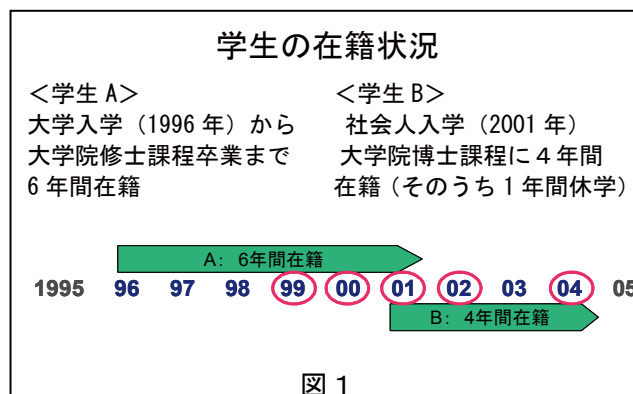 学生の在籍状況
＜学生 A＞
大学入学（1996 年）から
大学院修士課程卒業まで
6 年間在籍
＜学生 B＞
社会人入学（2001 年）
大学院博士課程に４年間
在籍（そのうち 1 年間休学）
A: 6年間在籍
1995 96 97 98 99 00 01 02 03 04 05
B: 4年間在籍
図１